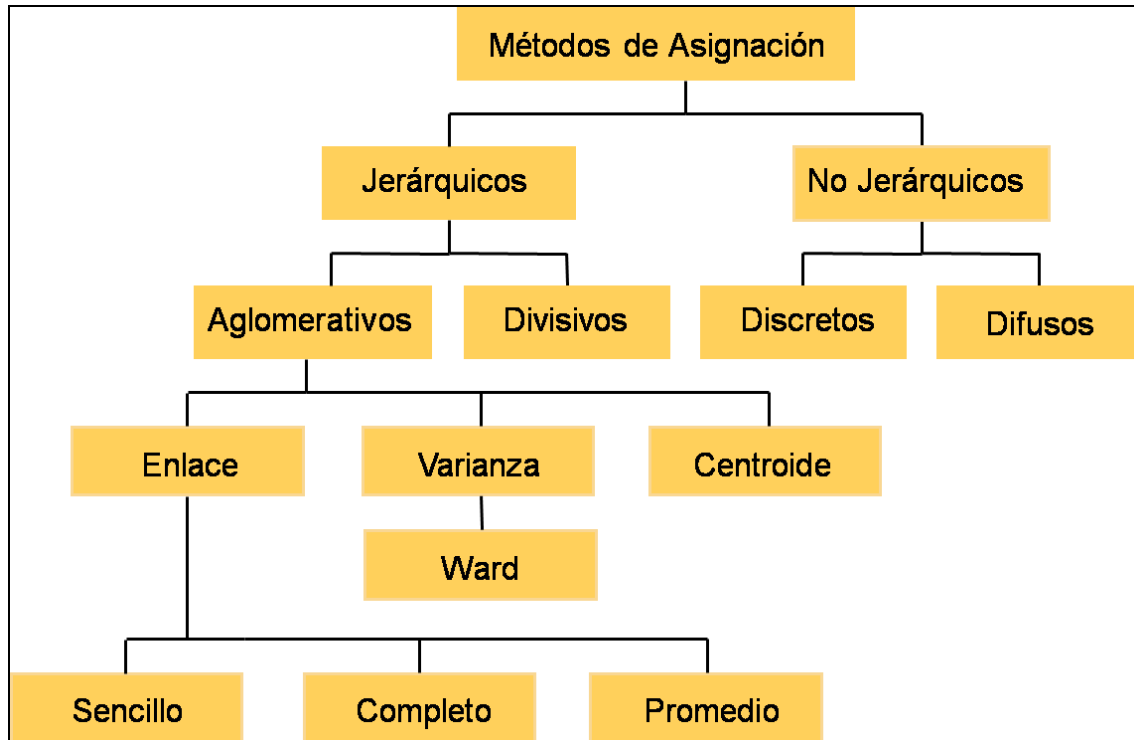 Métodos de Asignación
Jerárquicos
No Jerárquicos
Aglomerativos
Divisivos
Discretos
Difusos
Enlace
Varianza
Centroide
Ward
Sencillo
Completo
Promedio